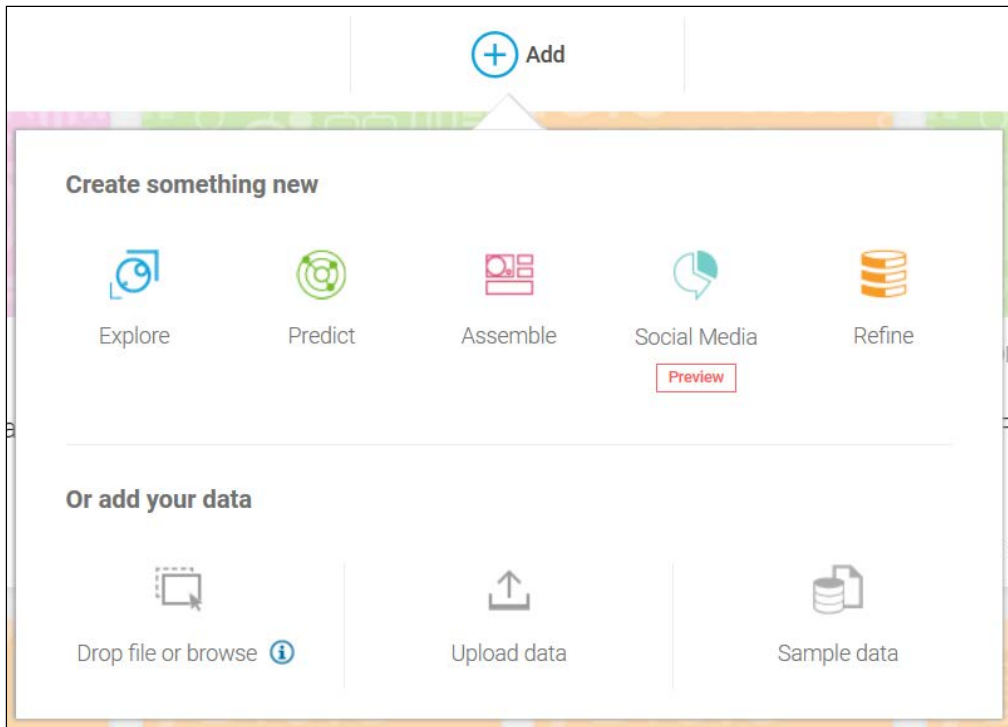 Add
Create something new
Explore
Predict
Assemble
Social Media
Refine
Preview
Or add your data
Drop file or browse
Upload data
Sample data